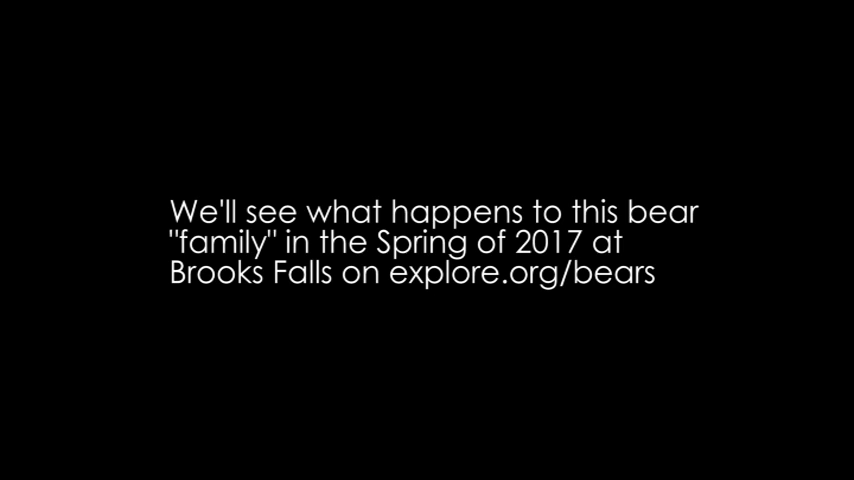 We'll see what happens to this bear
"family" in the Spring of 2017 at
Brooks Falls on explore.org/bears